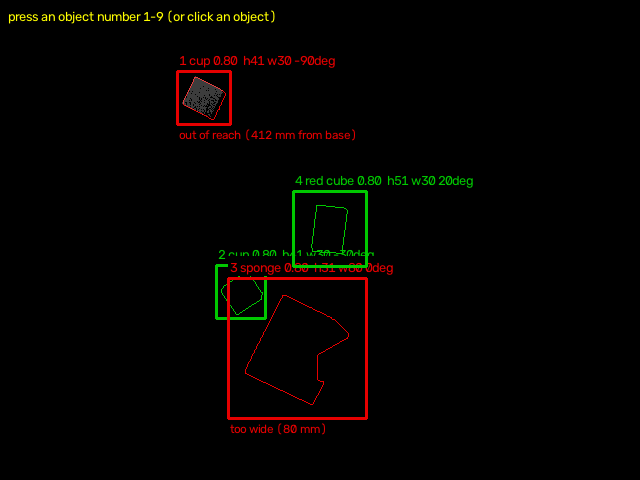 press an object number 1-9 (or click an object)
1 cup 0.80 h41 w30 -90deg
out of reach (412 mm from base)
4 red cube 0.80 h51 w30 20deg
2 cup 0.80
3 sponge 0.80 h31 w80 0deg
too wide (80 mm)